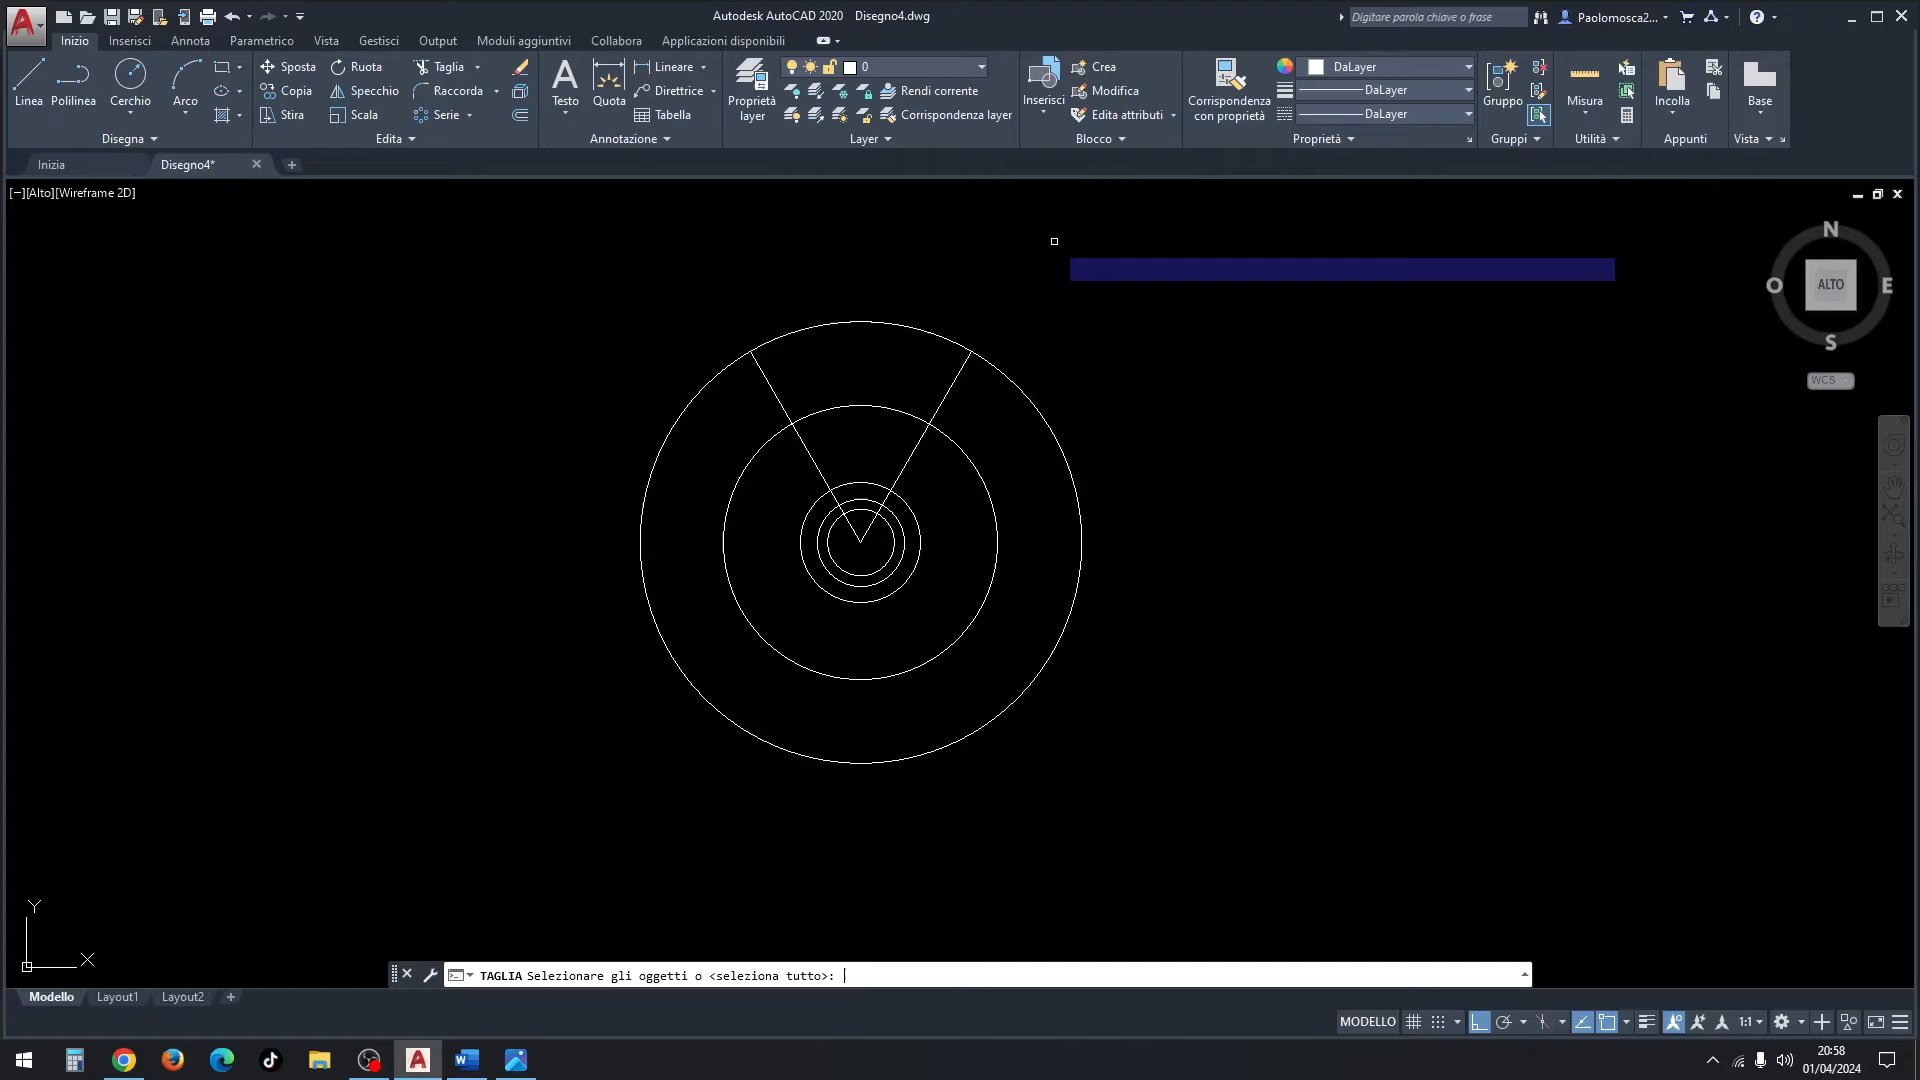 Autodesk AutoCAD 2020 Disegno4.dwg
Digitare parola chiave o frase
Paolomosca2...
Inizio Inserisci Annota Parametrico Vista Gestisci Output Moduli aggiuntivi Collabora Applicazioni disponibili
Linea Polilinea Cerchio Arco
Disegna
Sposta Ruota Taglia
Copia Specchio Raccorda
Stira Scala Serie
Edita
Testo Quota
Lineare
Direttrice
Tabella
Annotazione
Proprietà
layer
0
Rendi corrente
Corrispondenza layer
Layer
Inserisci
Crea
Modifica
Edita attributi
Blocco
Corrispondenza
con proprietà
DaLayer
DaLayer
DaLayer
Proprietà
Gruppo
Gruppi
Misura
Utilità
Incolla
Appunti
Base
Vista
Inizia Disegno4*
[−][Alto][Wireframe 2D]
N
O ALTO E
S
WCS
Y
X
TAGLIA Selezionare gli oggetti o <seleziona tutto>:
Modello Layout1 Layout2
MODELLO 1:1
20:58
01/04/2024